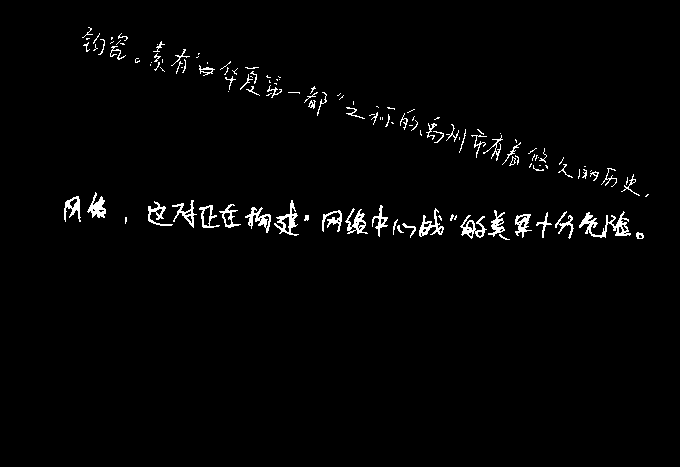 钧瓷。素有“中华夏第一都”之称的禹州市有着悠久的历史，
网络，这对正在构建“网络中心战”的美军十分危险。